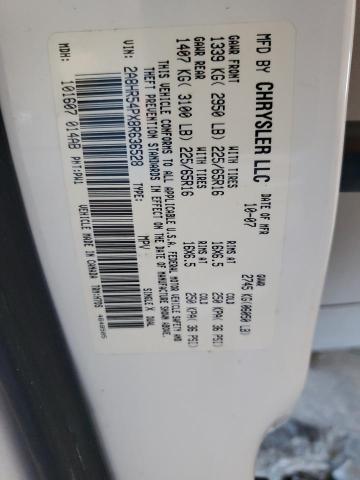 MFD BY CHRYSLER LLC
DATE OF MFR 10-07
GVWR 2745 KG (6050 LB)
GAWR FRONT WITH TIRES RIMS AT COLD
1339 KG( 2950 LB) 225/65R16 16X6.5 250 KPA( 36 PSI)
GAWR REAR WITH TIRES RIMS AT COLD
1407 KG( 3100 LB) 225/65R16 16X6.5 250 KPA( 36 PSI)
THIS VEHICLE CONFORMS TO ALL APPLICABLE U.S.A. FEDERAL MOTOR VEHICLE SAFETY AND
THEFT PREVENTION STANDARDS IN EFFECT ON THE DATE OF MANUFACTURE SHOWN ABOVE.
VIN: 2A8HR54PX8R636528 TYPE: MPV SINGLE X DUAL
MDH: 101607 014AB PNT:PW1
VEHICLE MADE IN CANADA